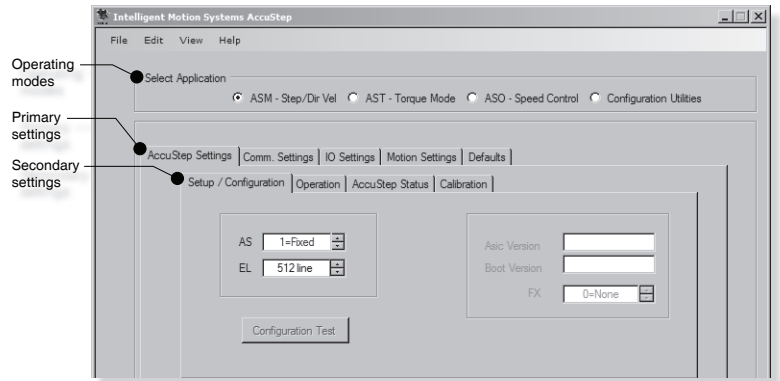 Intelligent Motion Systems AccuStep
File Edit View Help
Operating modes
Select Application
ASM - Step/Dir Vel AST - Torque Mode ASO - Speed Control Configuration Utilities
Primary settings
AccuStep Settings Comm. Settings IO Settings Motion Settings Defaults
Secondary settings
Setup / Configuration Operation AccuStep Status Calibration
AS 1=Fixed
EL 512 line
Asic Version
Boot Version
FX 0=None
Configuration Test